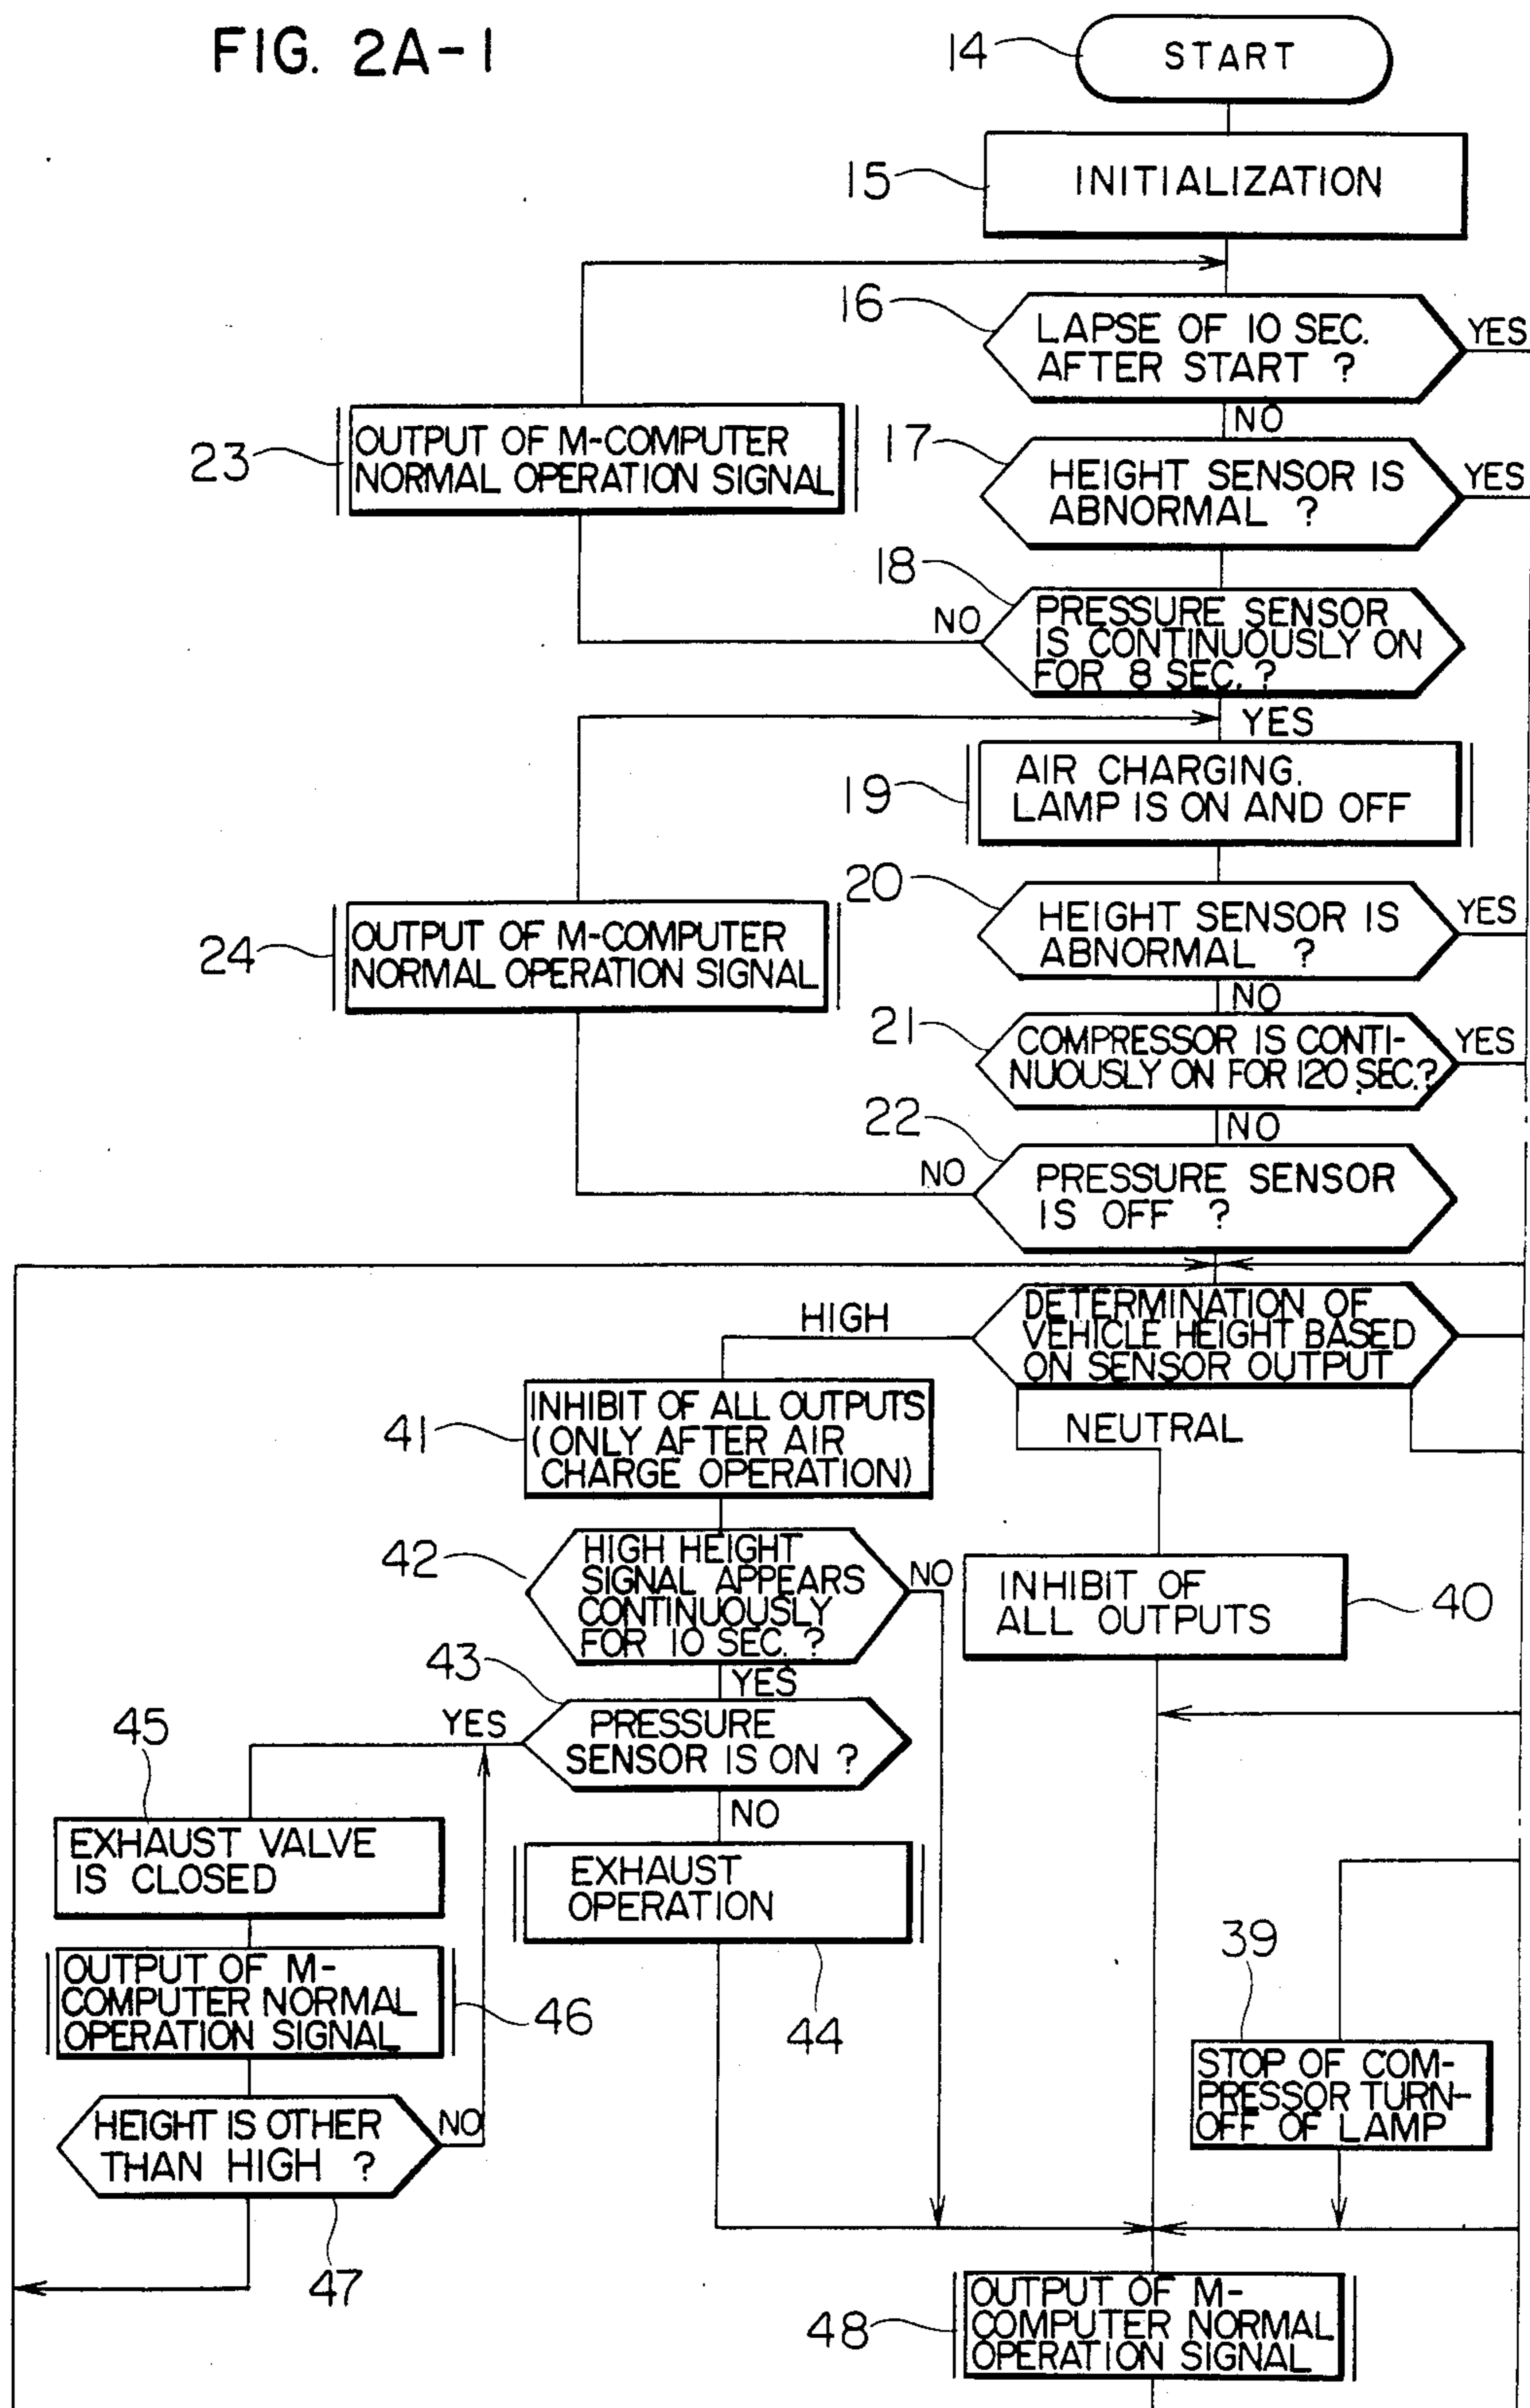 FIG. 2A-1
14
START
15
INITIALIZATION
16
LAPSE OF 10 SEC.
AFTER START ?
YES
NO
23
OUTPUT OF M-COMPUTER
NORMAL OPERATION SIGNAL
17
HEIGHT SENSOR IS
ABNORMAL ?
YES
18
NO
PRESSURE SENSOR
IS CONTINUOUSLY ON
FOR 8 SEC. ?
YES
19
AIR CHARGING.
LAMP IS ON AND OFF
20
HEIGHT SENSOR IS
ABNORMAL ?
YES
24
OUTPUT OF M-COMPUTER
NORMAL OPERATION SIGNAL
NO
21
COMPRESSOR IS CONTI-
NUOUSLY ON FOR 120 SEC.?
YES
NO
22
NO
PRESSURE SENSOR
IS OFF ?
HIGH
DETERMINATION OF
VEHICLE HEIGHT BASED
ON SENSOR OUTPUT
NEUTRAL
41
INHIBIT OF ALL OUTPUTS
(ONLY AFTER AIR
CHARGE OPERATION)
42
HIGH HEIGHT
SIGNAL APPEARS
CONTINUOUSLY
FOR 10 SEC. ?
NO
INHIBIT OF
ALL OUTPUTS
40
YES
43
YES
PRESSURE
SENSOR IS ON ?
NO
45
EXHAUST VALVE
IS CLOSED
EXHAUST
OPERATION
44
OUTPUT OF M-
COMPUTER NORMAL
OPERATION SIGNAL
46
39
STOP OF COM-
PRESSOR TURN-
OFF OF LAMP
HEIGHT IS OTHER
THAN HIGH ?
NO
47
48
OUTPUT OF M-
COMPUTER NORMAL
OPERATION SIGNAL